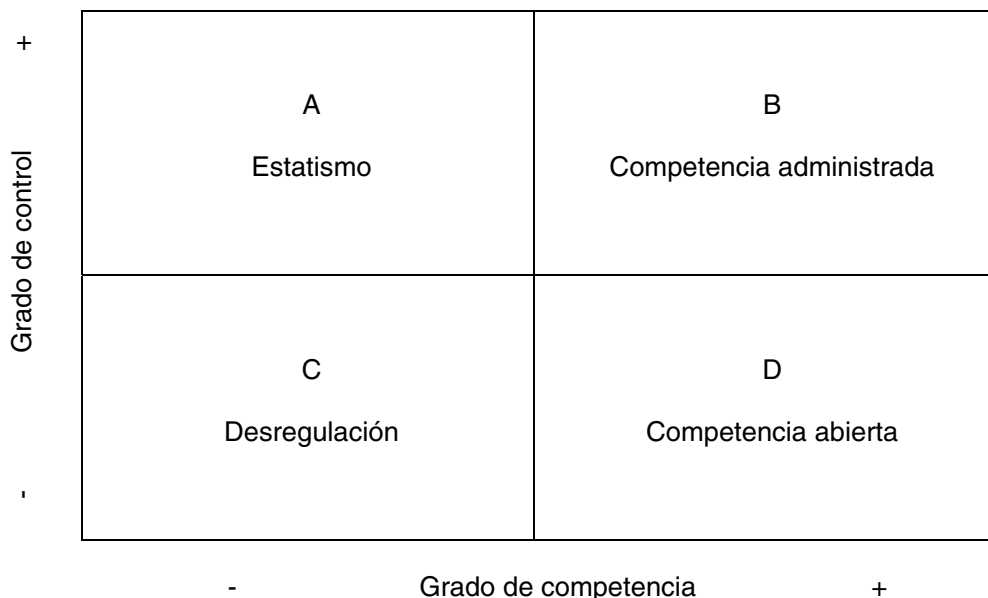 +
A
B
Estatismo
Competencia administrada
Grado de control
C
D
Desregulación
Competencia abierta
-
-
Grado de competencia
+